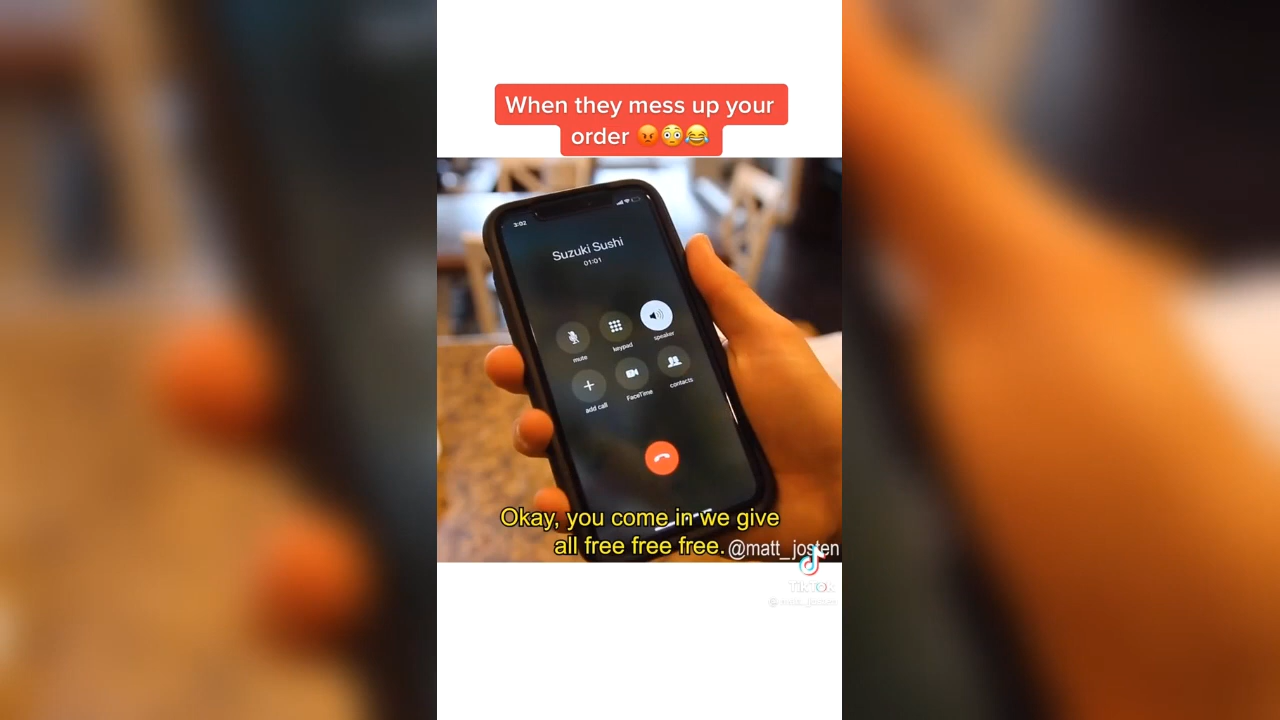 When they mess up your
order 😡😳😂
3:02
Suzuki Sushi
01:01
mute
keypad
speaker
add call
FaceTime
contacts
Okay, you come in we give
all free free free.
@matt_josten
TikTok
@matt_josten